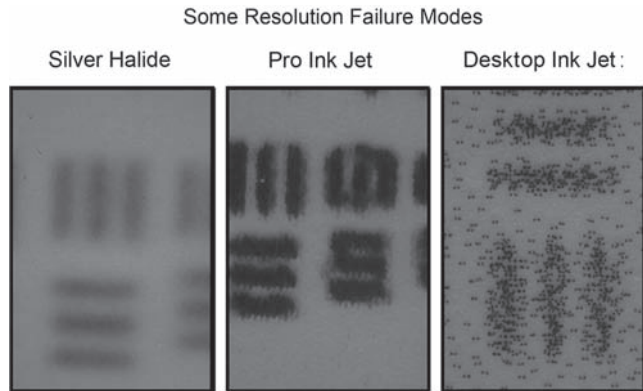 Some Resolution Failure Modes
Silver Halide
Pro Ink Jet
Desktop Ink Jet: